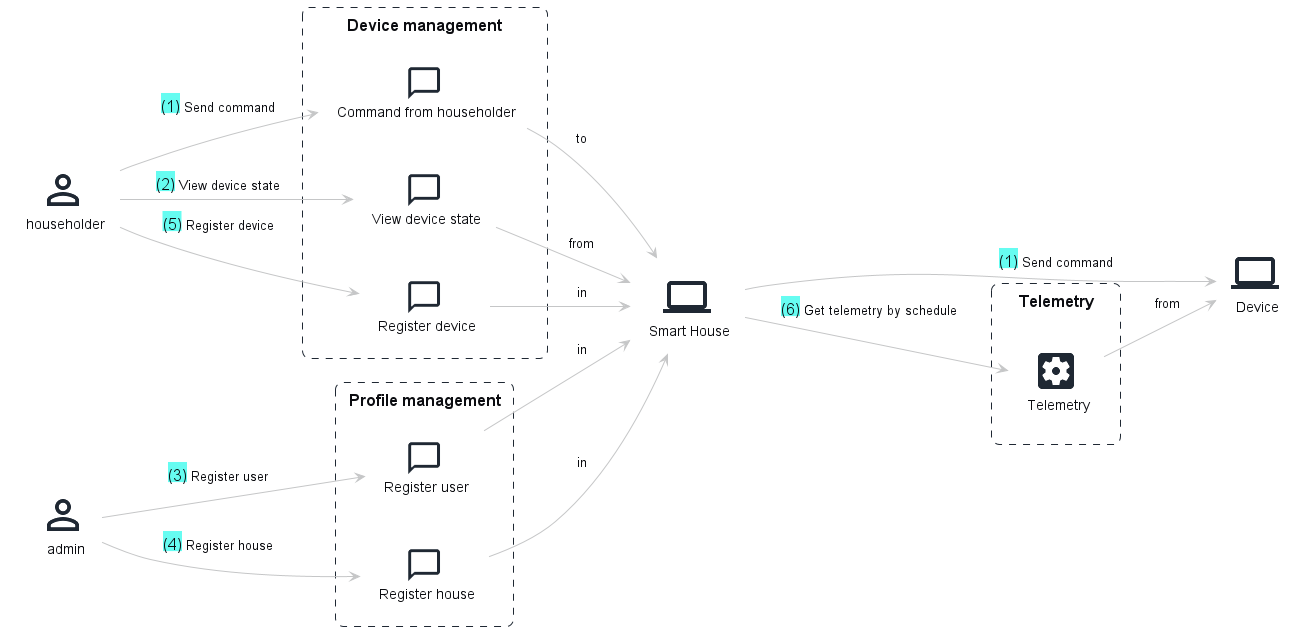 Device management
Command from householder
(1) Send command
to
householder
(2) View device state
View device state
from
(5) Register device
Register device
in
Smart House
(1) Send command
Device
(6) Get telemetry by schedule
Telemetry
from
Telemetry
in
Profile management
Register user
(3) Register user
in
admin
(4) Register house
Register house